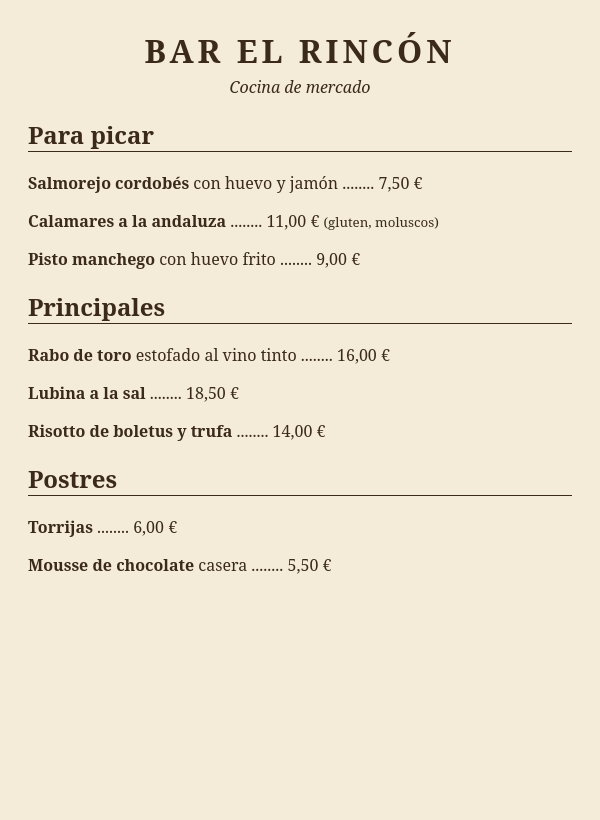 BAR EL RINCÓN
Cocina de mercado
Para picar
Salmorejo cordobés con huevo y jamón ........ 7,50 €
Calamares a la andaluza ........ 11,00 € (gluten, moluscos)
Pisto manchego con huevo frito ........ 9,00 €
Principales
Rabo de toro estofado al vino tinto ........ 16,00 €
Lubina a la sal ........ 18,50 €
Risotto de boletus y trufa ........ 14,00 €
Postres
Torrijas ........ 6,00 €
Mousse de chocolate casera ........ 5,50 €